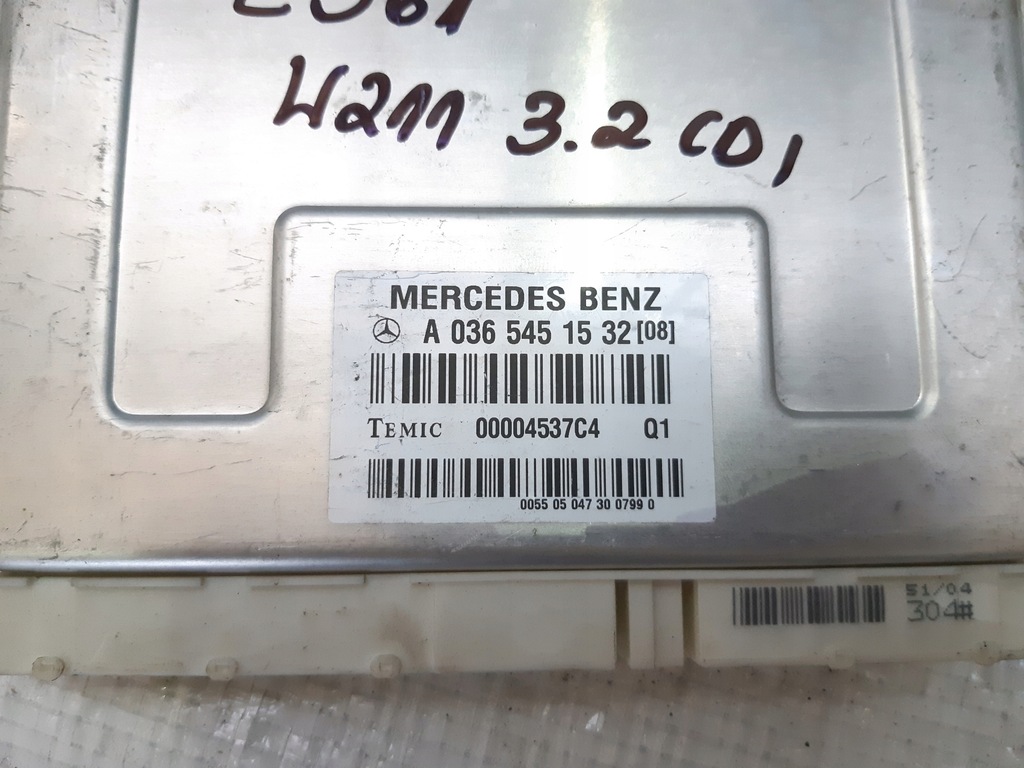 W211 3.2 CDI
MERCEDES BENZ
A 036 545 15 32 [08]
TEMIC 00004537C4 Q1
0055 05 047 30 0799 0
51/04
304#